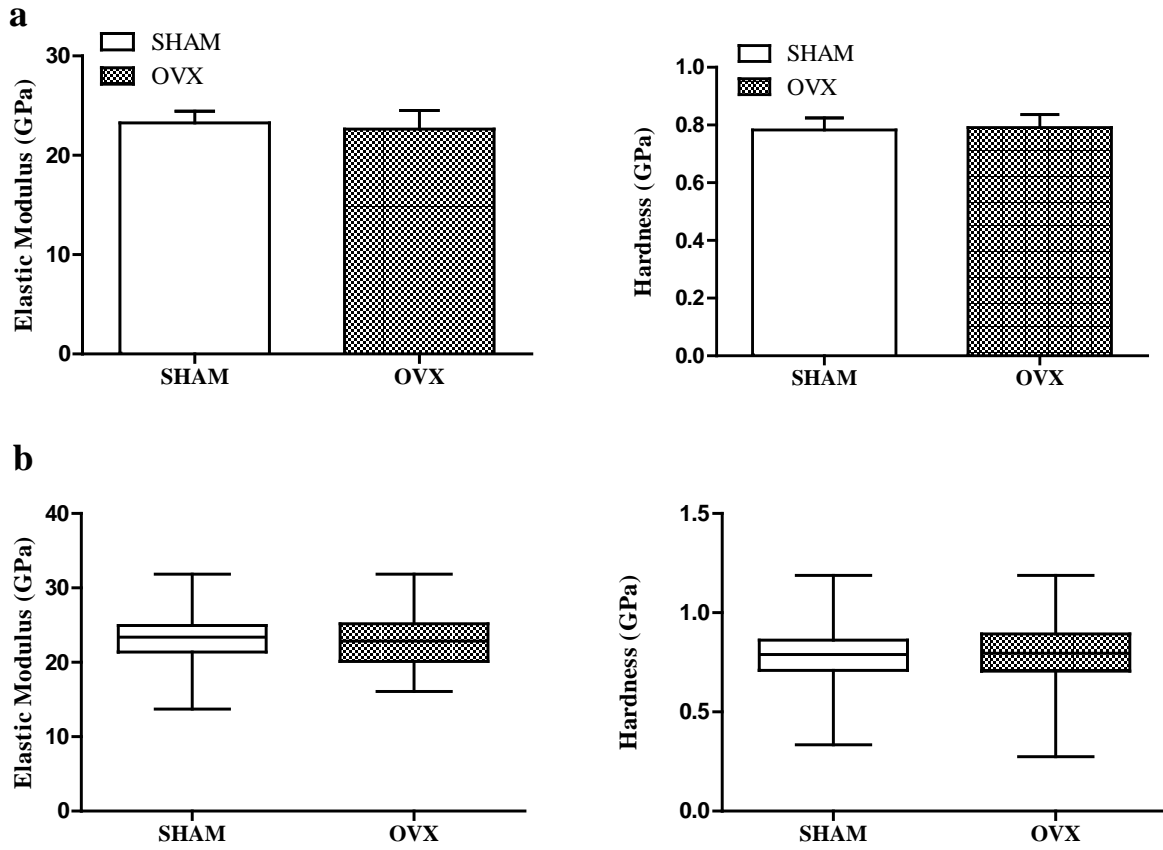 a
SHAM
OVX
Elastic Modulus (GPa)
30
20
10
0
SHAM OVX
SHAM
OVX
Hardness (GPa)
1.0
0.8
0.6
0.4
0.2
0.0
SHAM OVX
b
Elastic Modulus (GPa)
40
30
20
10
0
SHAM OVX
Hardness (GPa)
1.5
1.0
0.5
0.0
SHAM OVX